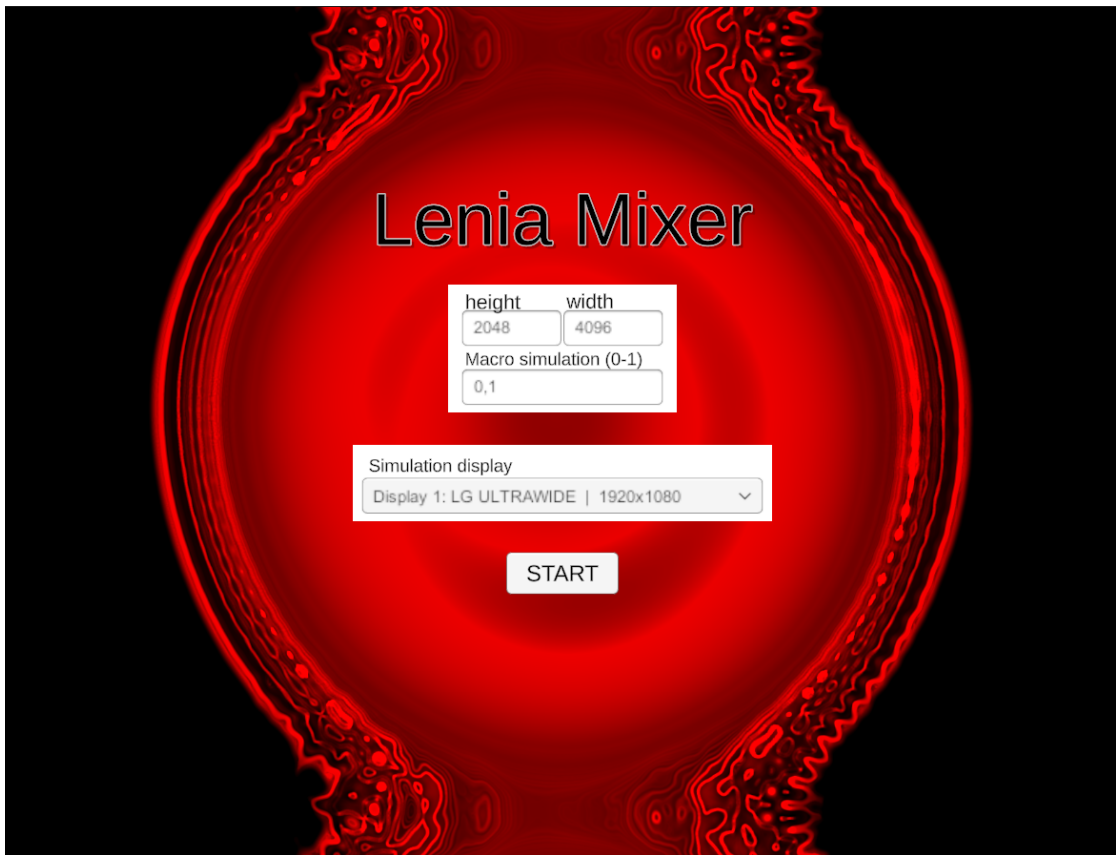 Lenia Mixer
height width
2048 4096
Macro simulation (0-1)
0,1
Simulation display
Display 1: LG ULTRAWIDE | 1920x1080
START